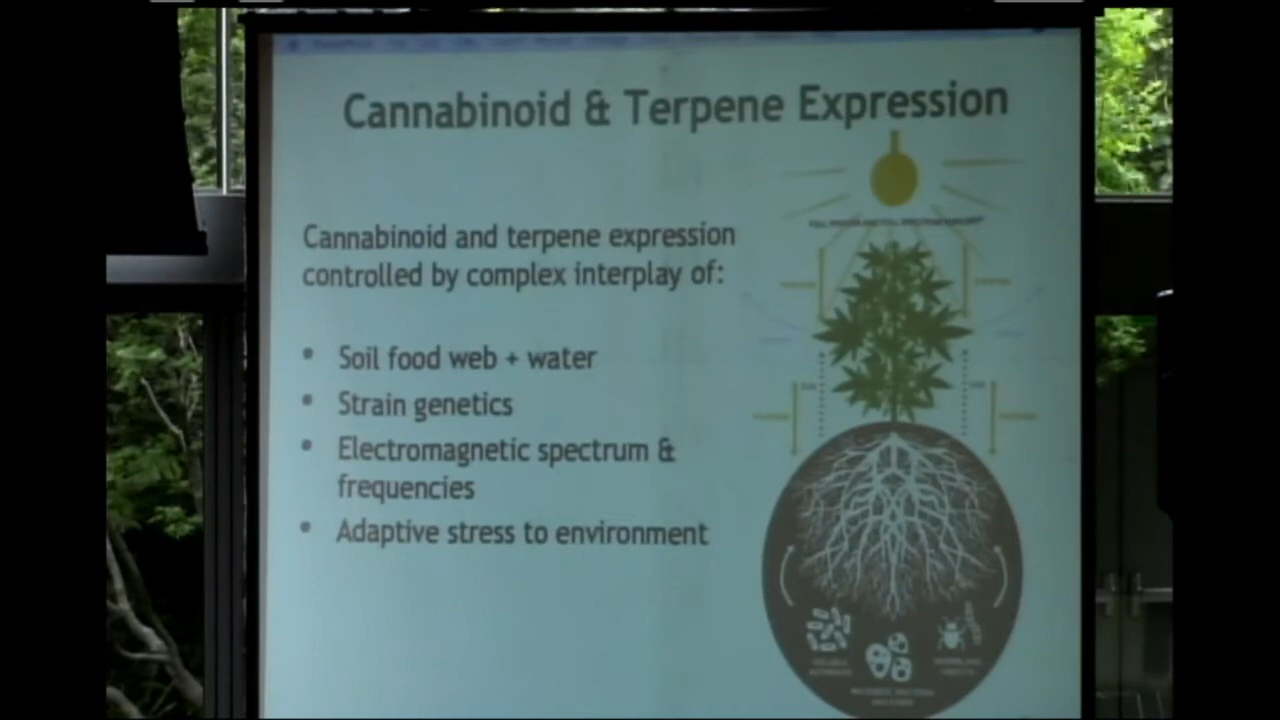 Cannabinoid & Terpene Expression
Cannabinoid and terpene expression
controlled by complex interplay of:
• Soil food web + water
• Strain genetics
• Electromagnetic spectrum &
frequencies
• Adaptive stress to environment